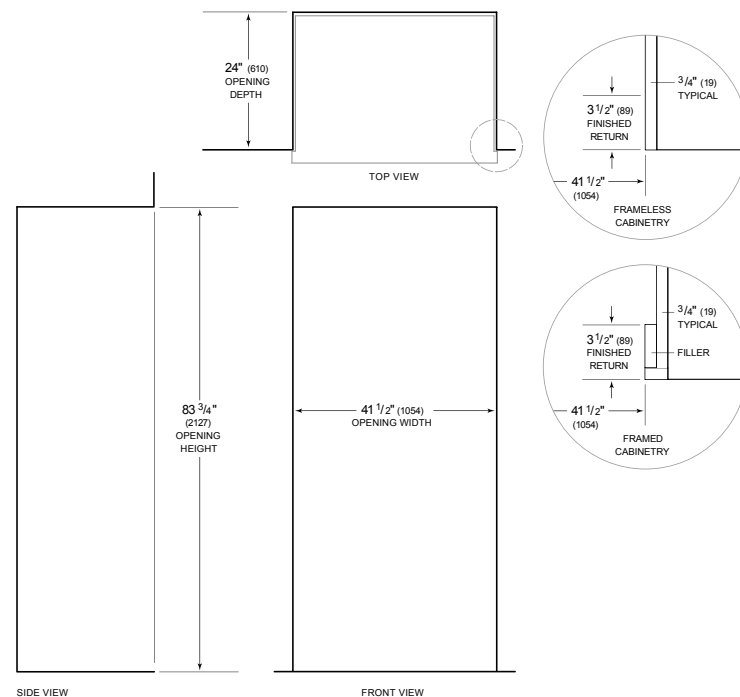 24" (610)
OPENING
DEPTH
TOP VIEW
3/4" (19)
TYPICAL
3 1/2" (89)
FINISHED
RETURN
41 1/2"
(1054)
FRAMELESS
CABINETRY
3/4" (19)
TYPICAL
3 1/2" (89)
FINISHED
RETURN
FILLER
41 1/2"
(1054)
FRAMED
CABINETRY
83 3/4"
(2127)
OPENING
HEIGHT
41 1/2" (1054)
OPENING WIDTH
SIDE VIEW
FRONT VIEW